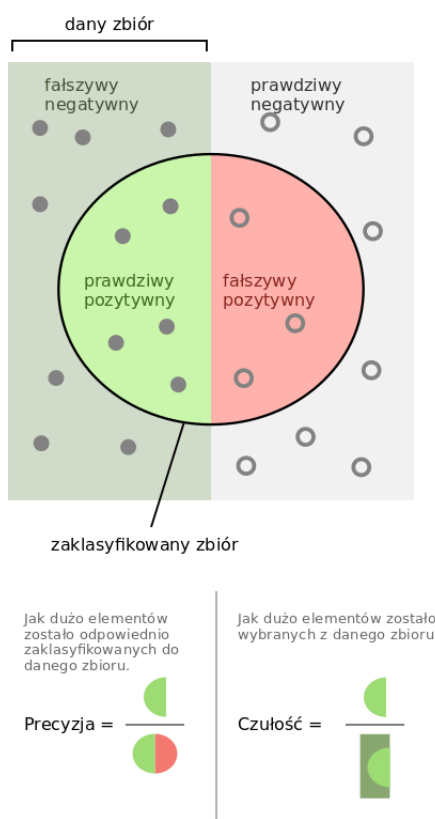 dany zbiór
fałszywy
negatywny
prawdziwy
negatywny
prawdziwy
pozytywny
fałszywy
pozytywny
zaklasyfikowany zbiór
Jak dużo elementów
zostało odpowiednio
zaklasyfikowanych do
danego zbioru.
Precyzja =
Jak dużo elementów zostało
wybranych z danego zbioru
Czułość =